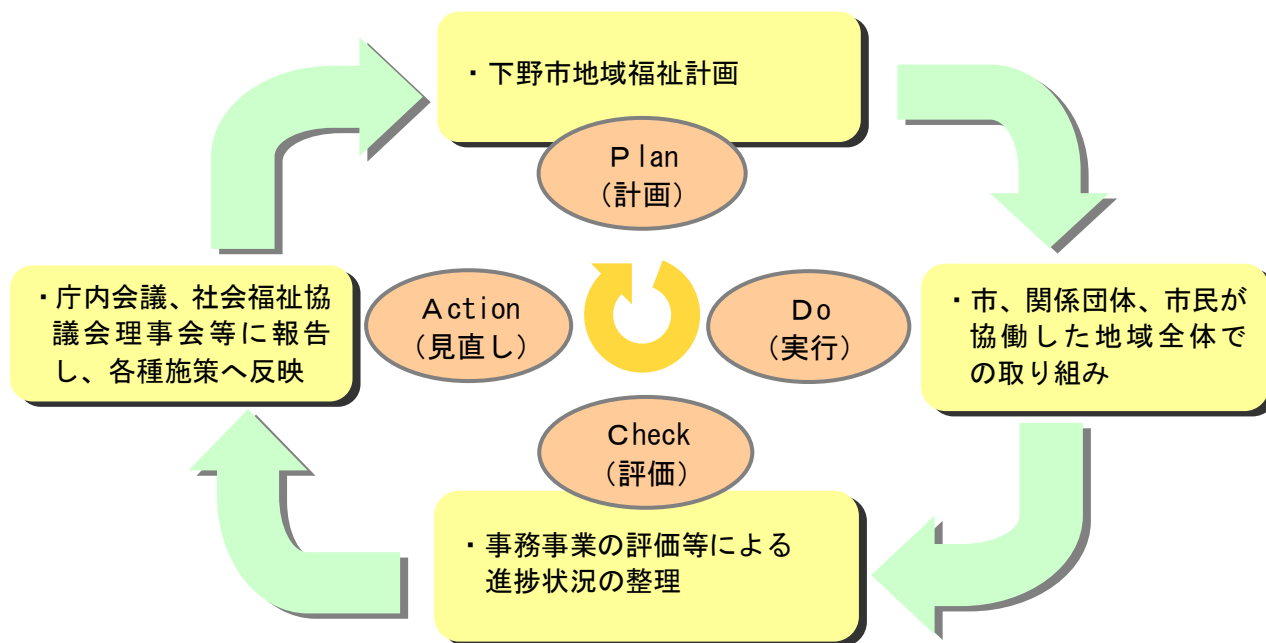 ・下野市地域福祉計画
Plan
(計画)
・庁内会議、社会福祉協
議会理事会等に報告
し、各種施策へ反映
Action
(見直し)
Do
(実行)
・市、関係団体、市民が
協働した地域全体で
の取り組み
Check
(評価)
・事務事業の評価等による
進捗状況の整理